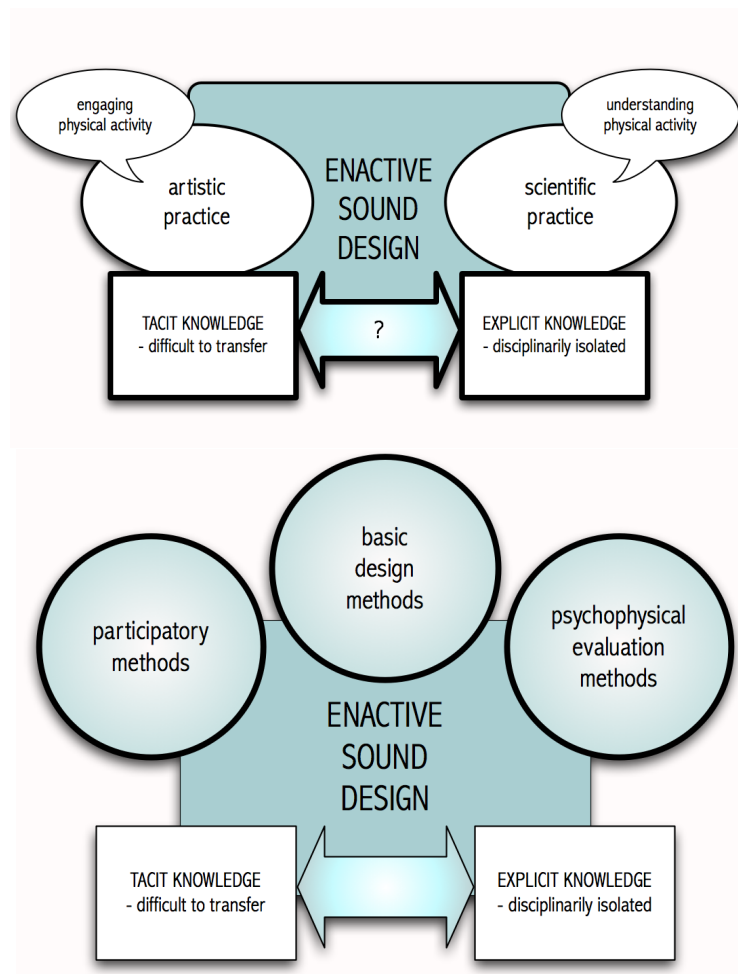 engaging
physical activity
understanding
physical activity
artistic
practice
ENACTIVE
SOUND
DESIGN
scientific
practice
TACIT KNOWLEDGE
- difficult to transfer
?
EXPLICIT KNOWLEDGE
- disciplinarily isolated
participatory
methods
basic
design
methods
psychophysical
evaluation
methods
ENACTIVE
SOUND
DESIGN
TACIT KNOWLEDGE
- difficult to transfer
EXPLICIT KNOWLEDGE
- disciplinarily isolated